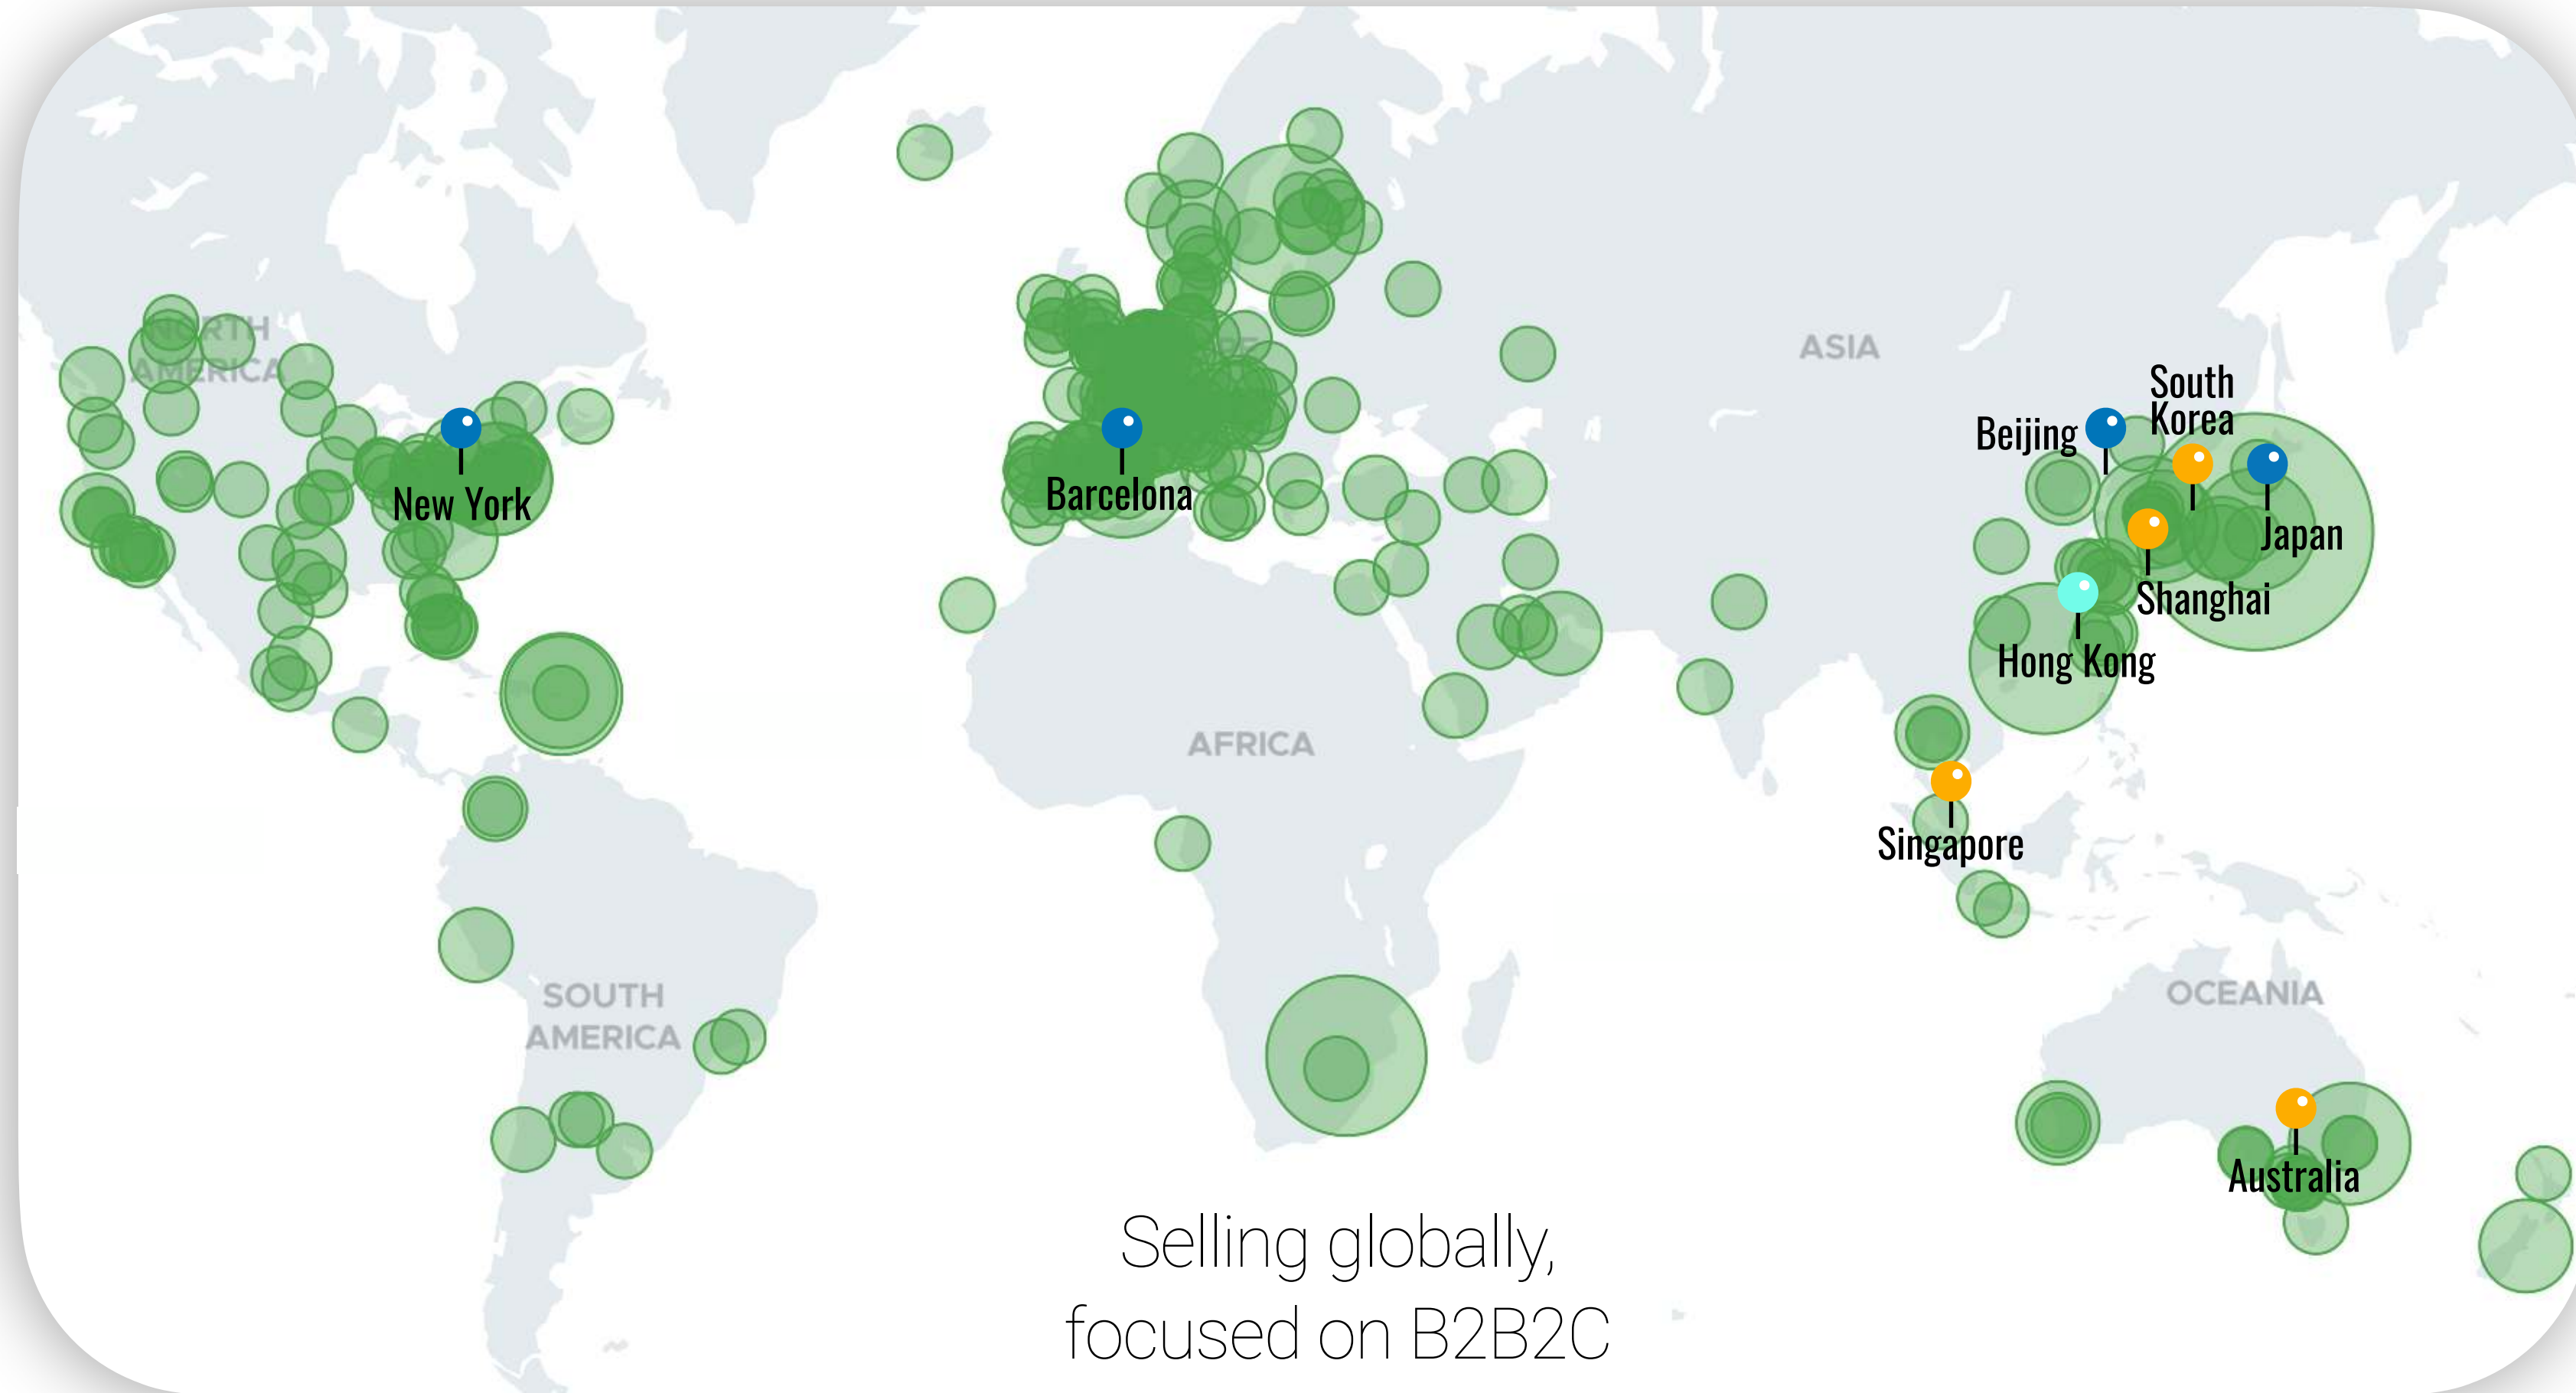 NORTH
AMERICA
ASIA
South
Korea
Beijing
New York
Barcelona
Japan
Shanghai
Hong Kong
AFRICA
Singapore
SOUTH
AMERICA
OCEANIA
Australia
Selling globally,
focused on B2B2C